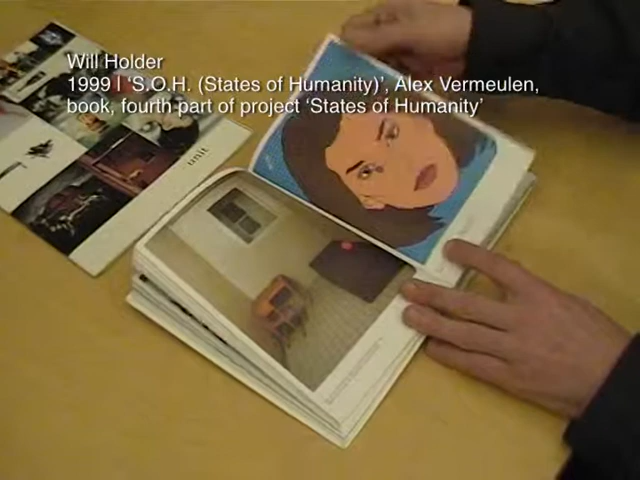 Will Holder
1999 | ‘S.O.H. (States of Humanity)’, Alex Vermeulen,
book, fourth part of project ‘States of Humanity’
unit